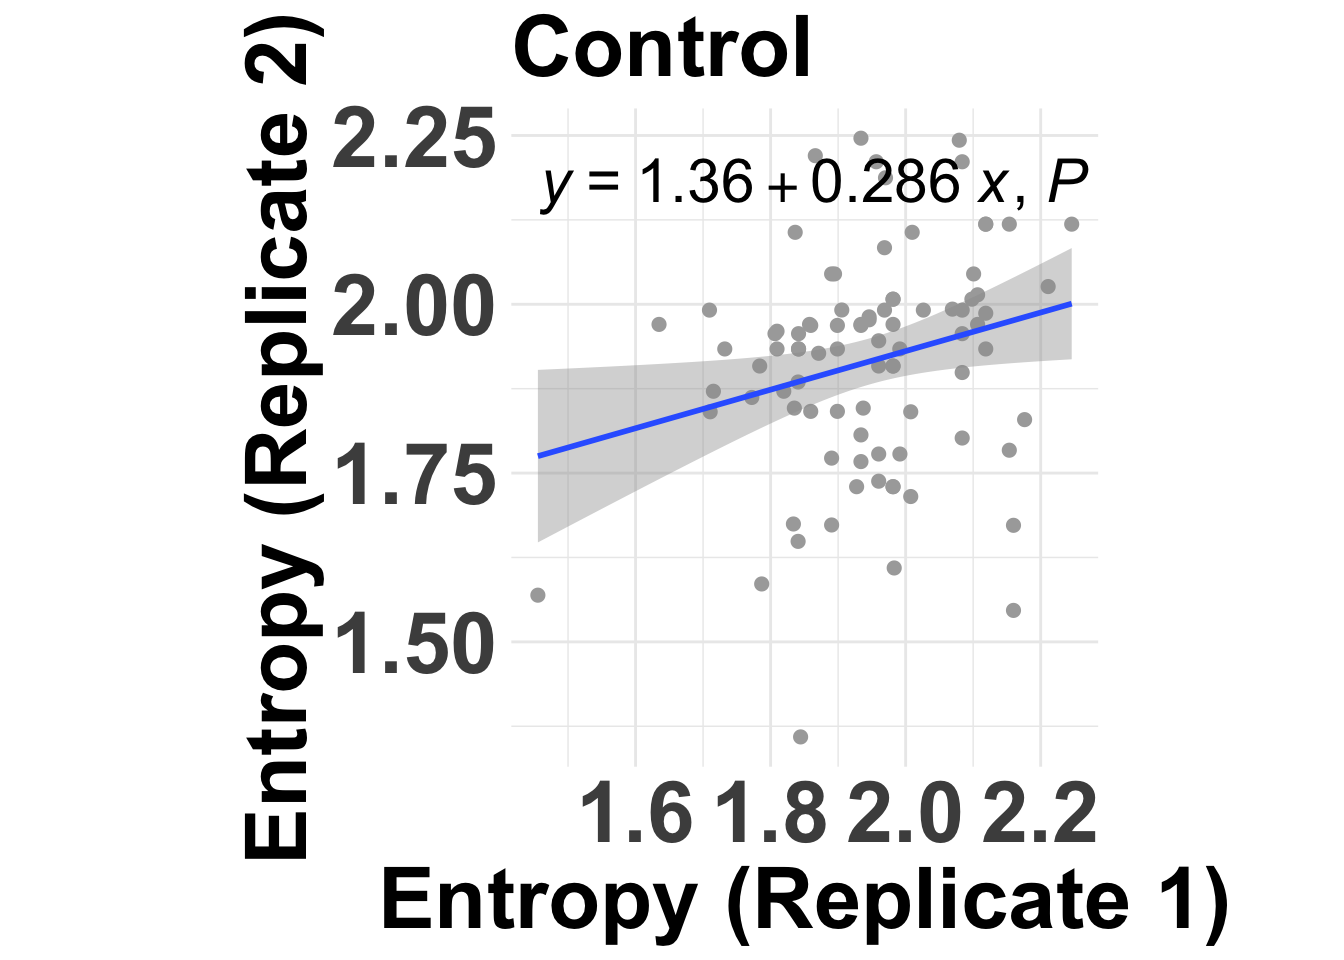 Control
Entropy (Replicate 2)
2.25
2.00
1.75
1.50
y = 1.36 + 0.286 x, P
1.6 1.8 2.0 2.2
Entropy (Replicate 1)